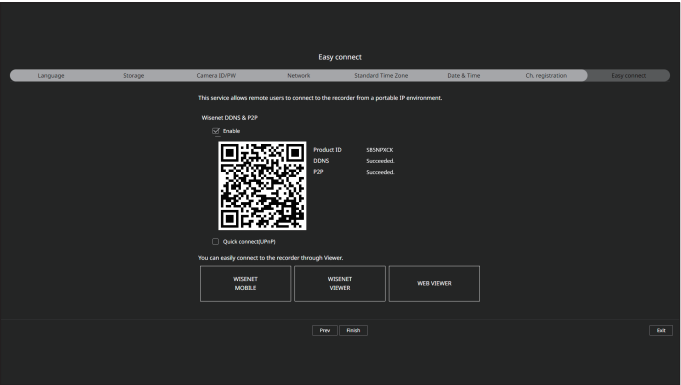 Easy connect
Language Storage Camera ID/PW Network Standard Time Zone Date & Time Ch. registration Easy connect
This service allows remote users to connect to the recorder from a portable IP environment.
Wisenet DDNS & P2P
Enable
Product ID SB5NPXCK
DDNS Succeeded.
P2P Succeeded.
Quick connect(UPnP)
You can easily connect to the recorder through Viewer.
WISENET
MOBILE
WISENET
VIEWER
WEB VIEWER
Prev Finish Exit